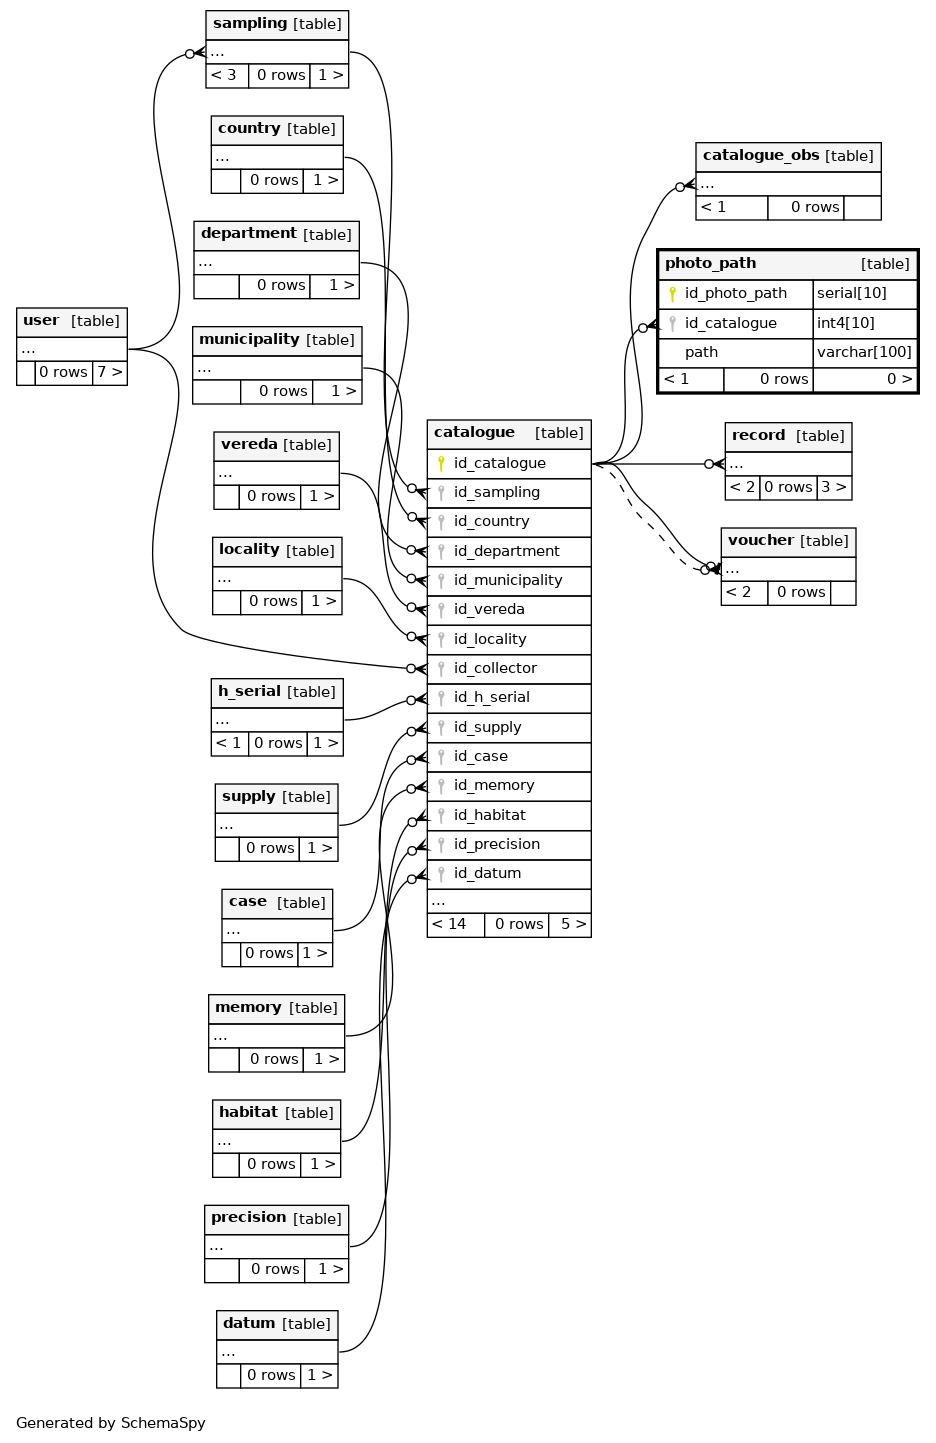 sampling [table]
...
< 3 0 rows 1 >
country [table]
...
0 rows 1 >
department [table]
...
0 rows 1 >
user [table]
...
0 rows 7 >
municipality [table]
...
0 rows 1 >
vereda [table]
...
0 rows 1 >
locality [table]
...
0 rows 1 >
h_serial [table]
...
< 1 0 rows 1 >
supply [table]
...
0 rows 1 >
case [table]
...
0 rows 1 >
memory [table]
...
0 rows 1 >
habitat [table]
...
0 rows 1 >
precision [table]
...
0 rows 1 >
datum [table]
...
0 rows 1 >
catalogue [table]
id_catalogue
id_sampling
id_country
id_department
id_municipality
id_vereda
id_locality
id_collector
id_h_serial
id_supply
id_case
id_memory
id_habitat
id_precision
id_datum
...
< 14 0 rows 5 >
catalogue_obs [table]
...
< 1 0 rows
photo_path [table]
id_photo_path serial[10]
id_catalogue int4[10]
path varchar[100]
< 1 0 rows 0 >
record [table]
...
< 2 0 rows 3 >
voucher [table]
...
< 2 0 rows
Generated by SchemaSpy